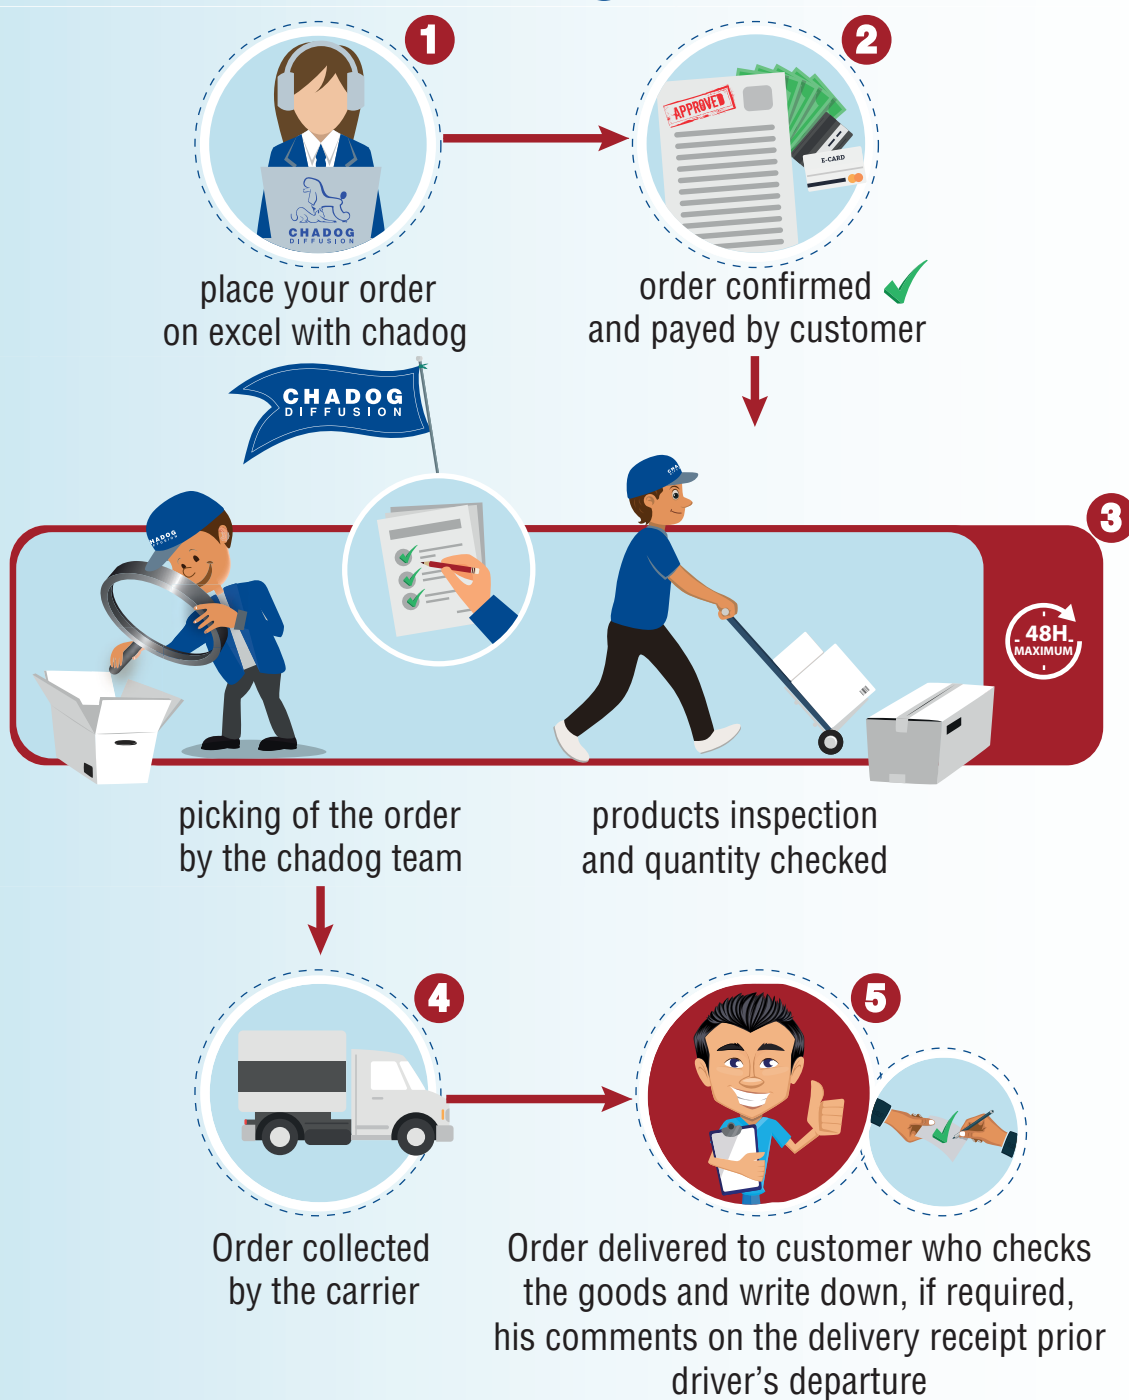 1
CHADOG
DIFFUSION
place your order
on excel with chadog
2
APPROVED
E-CARD
order confirmed
and payed by customer
CHADOG
DIFFUSION
3
48H
MAXIMUM
picking of the order
by the chadog team
products inspection
and quantity checked
4
Order collected
by the carrier
5
Order delivered to customer who checks
the goods and write down, if required,
his comments on the delivery receipt prior
driver's departure